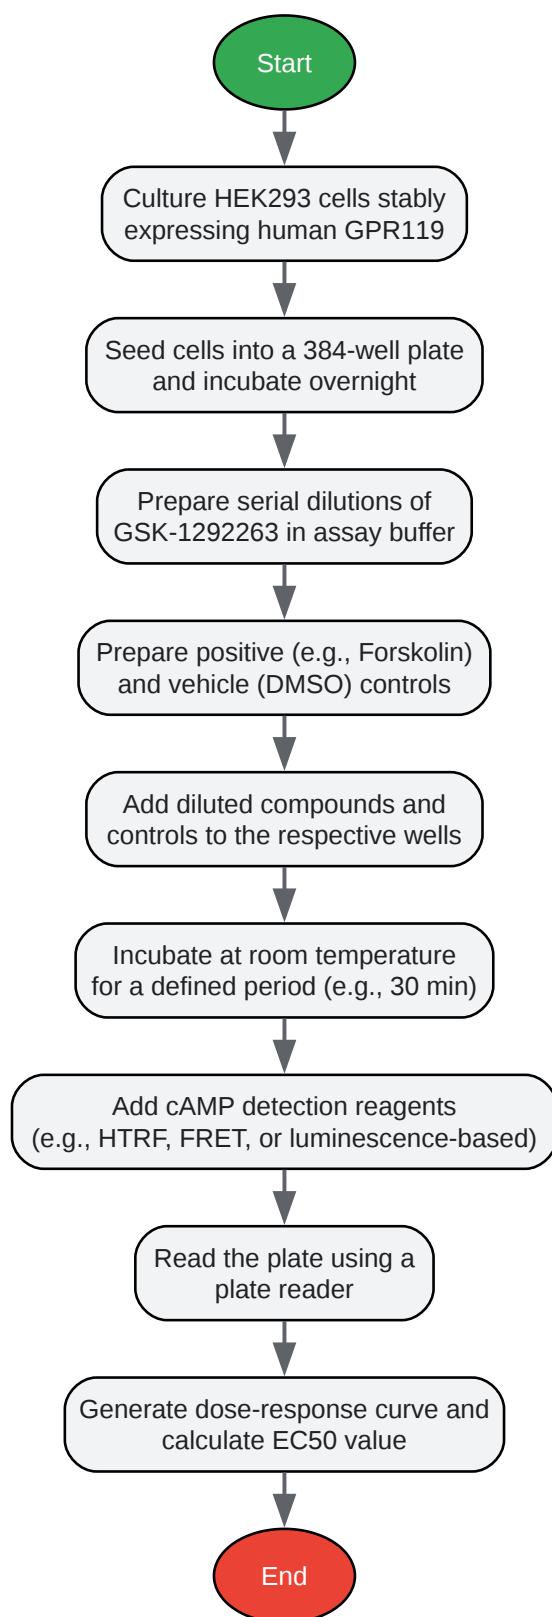 Start
Culture HEK293 cells stably
expressing human GPR119
Seed cells into a 384-well plate
and incubate overnight
Prepare serial dilutions of
GSK-1292263 in assay buffer
Prepare positive (e.g., Forskolin)
and vehicle (DMSO) controls
Add diluted compounds and
controls to the respective wells
Incubate at room temperature
for a defined period (e.g., 30 min)
Add cAMP detection reagents
(e.g., HTRF, FRET, or luminescence-based)
Read the plate using a
plate reader
Generate dose-response curve and
calculate EC50 value
End